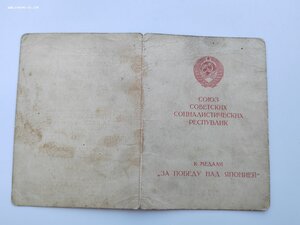 СОЮЗ
СОВЕТСКИХ
СОЦИАЛИСТИЧЕСКИХ
РЕСПУБЛИК
К МЕДАЛИ
„ЗА ПОБЕДУ НАД ЯПОНИЕЙ“